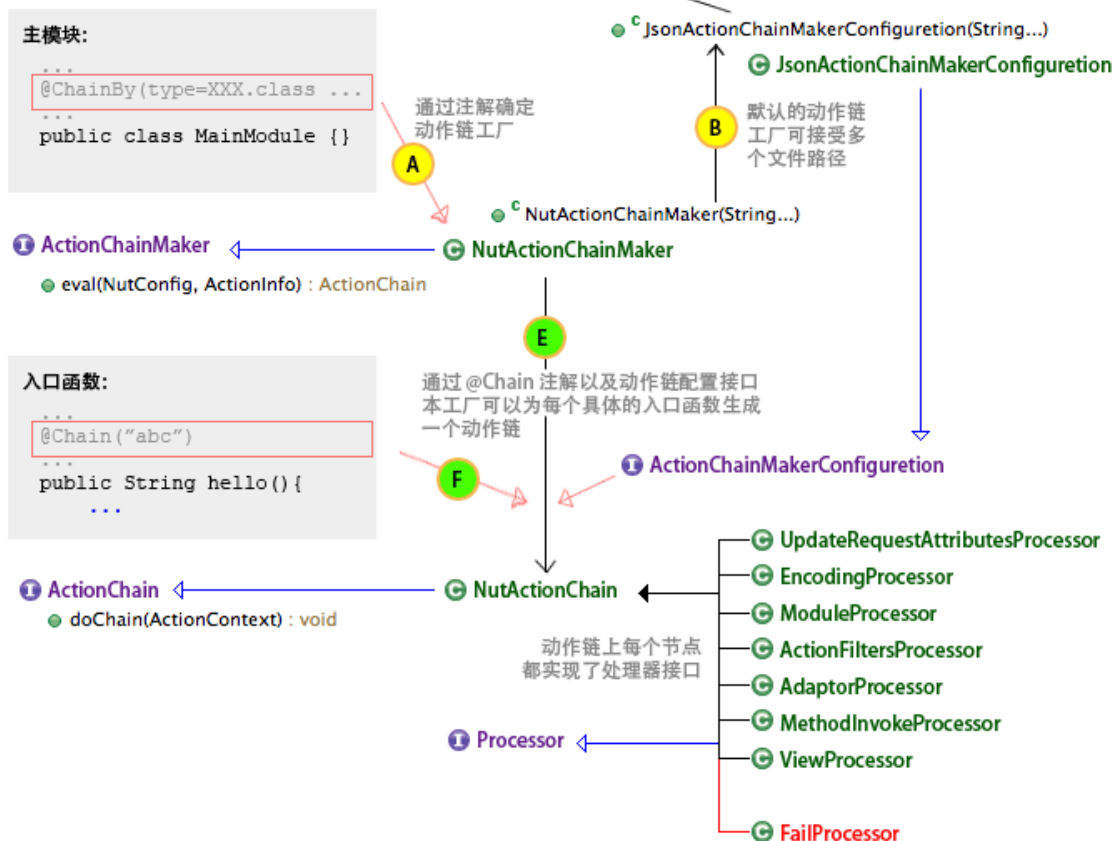 主模块:
...
@ChainBy(type=XXX.class ...
...
public class MainModule {}
通过注解确定
动作链工厂
A
C JsonActionChainMakerConfiguretion(String...)
C JsonActionChainMakerConfiguretion
B
默认的动作链
工厂可接受多
个文件路径
C NutActionChainMaker(String...)
I ActionChainMaker
C NutActionChainMaker
eval(NutConfig, ActionInfo) : ActionChain
E
入口函数:
...
@Chain("abc")
...
public String hello(){
...
通过 @Chain 注解以及动作链配置接口
本工厂可以为每个具体的入口函数生成
一个动作链
F
I ActionChainMakerConfiguretion
I ActionChain
C NutActionChain
doChain(ActionContext) : void
动作链上每个节点
都实现了处理器接口
I Processor
C UpdateRequestAttributesProcessor
C EncodingProcessor
C ModuleProcessor
C ActionFiltersProcessor
C AdaptorProcessor
C MethodInvokeProcessor
C ViewProcessor
C FailProcessor